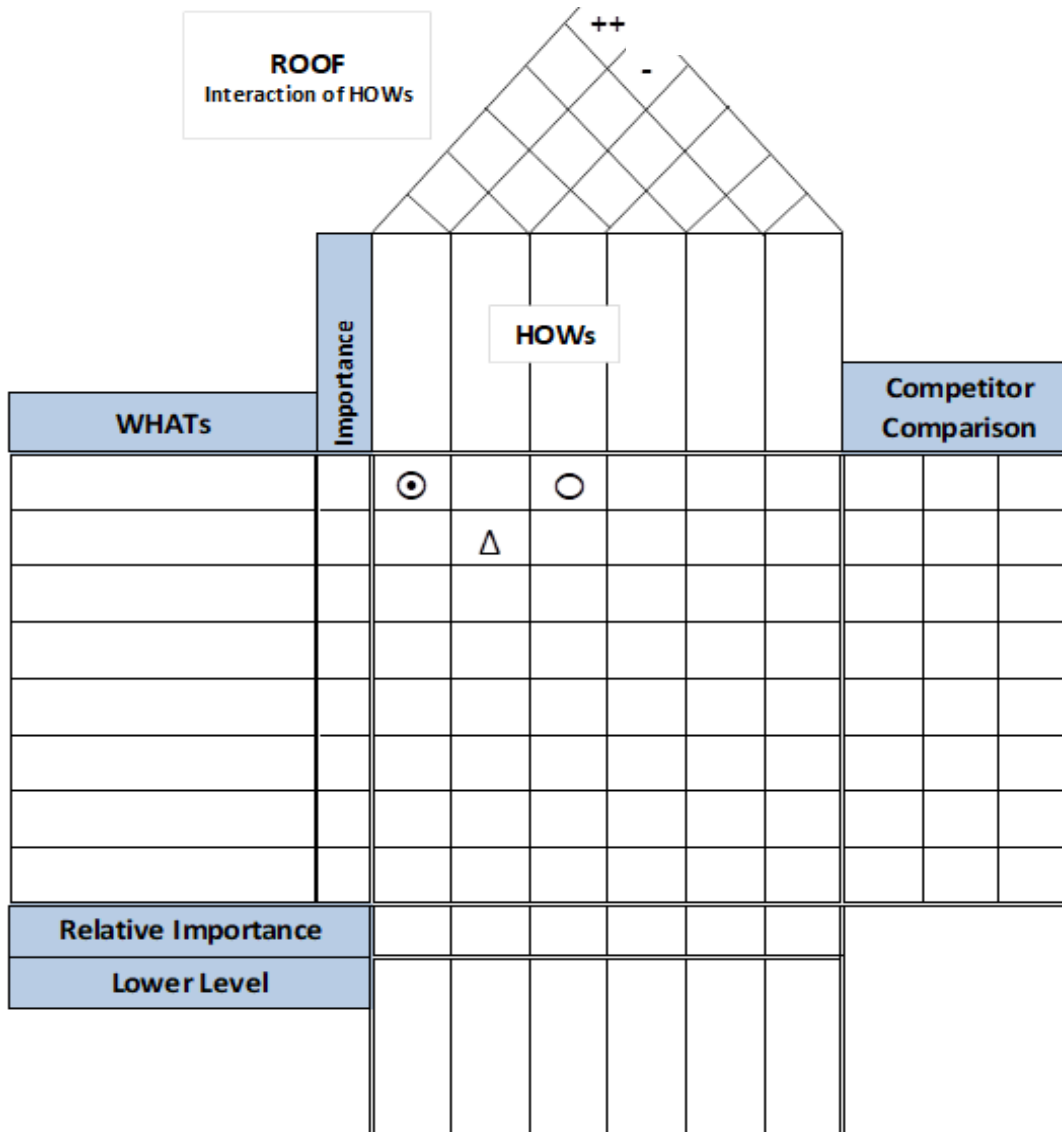 ++
-
ROOF
Interaction of HOWs
Importance
HOWs
WHATs
Competitor
Comparison
Δ
Relative Importance
Lower Level